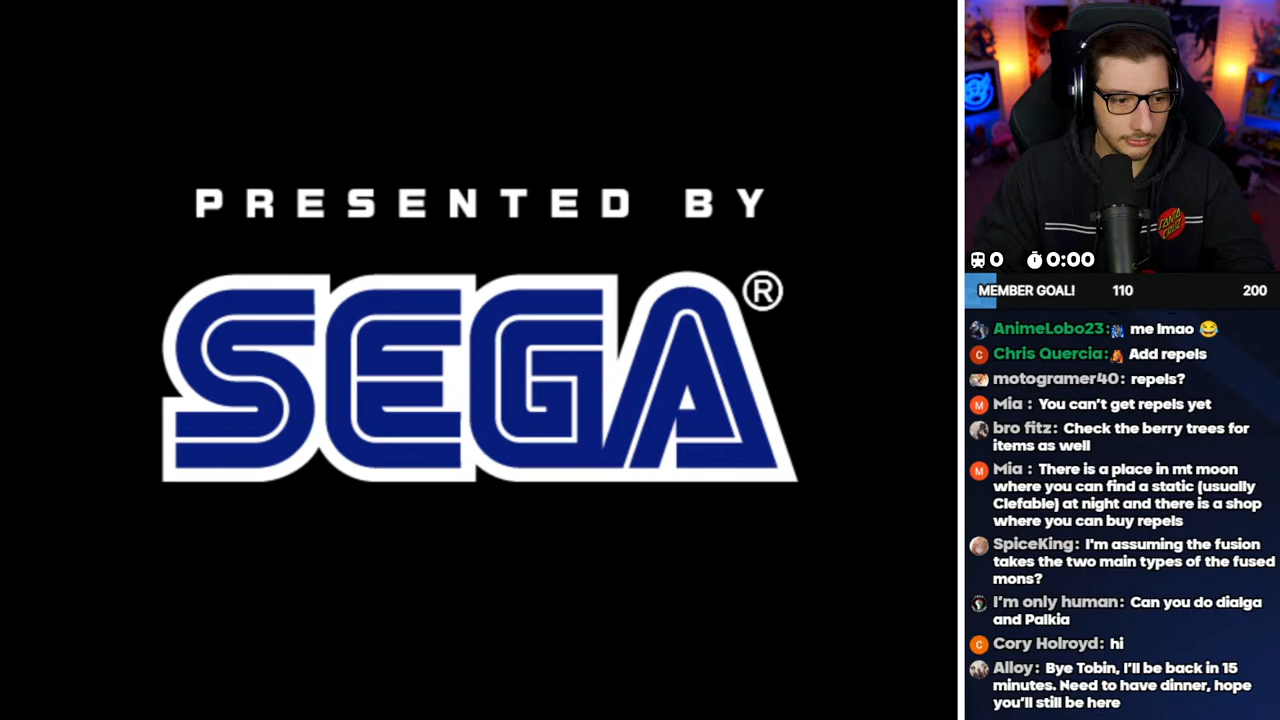 PRESENTED BY
SEGA®
SANTA CRUZ
0 0:00
MEMBER GOAL! 110 200
AnimeLobo23: me lmao 😂
Chris Quercia: Add repels
motogramer40: repels?
Mia : You can't get repels yet
bro fitz: Check the berry trees for
items as well
Mia : There is a place in mt moon
where you can find a static (usually
Clefable) at night and there is a shop
where you can buy repels
SpiceKing: I'm assuming the fusion
takes the two main types of the fused
mons?
I'm only human: Can you do dialga
and Palkia
Cory Holroyd: hi
Alloy: Bye Tobin, I'll be back in 15
minutes. Need to have dinner, hope
you'll still be here